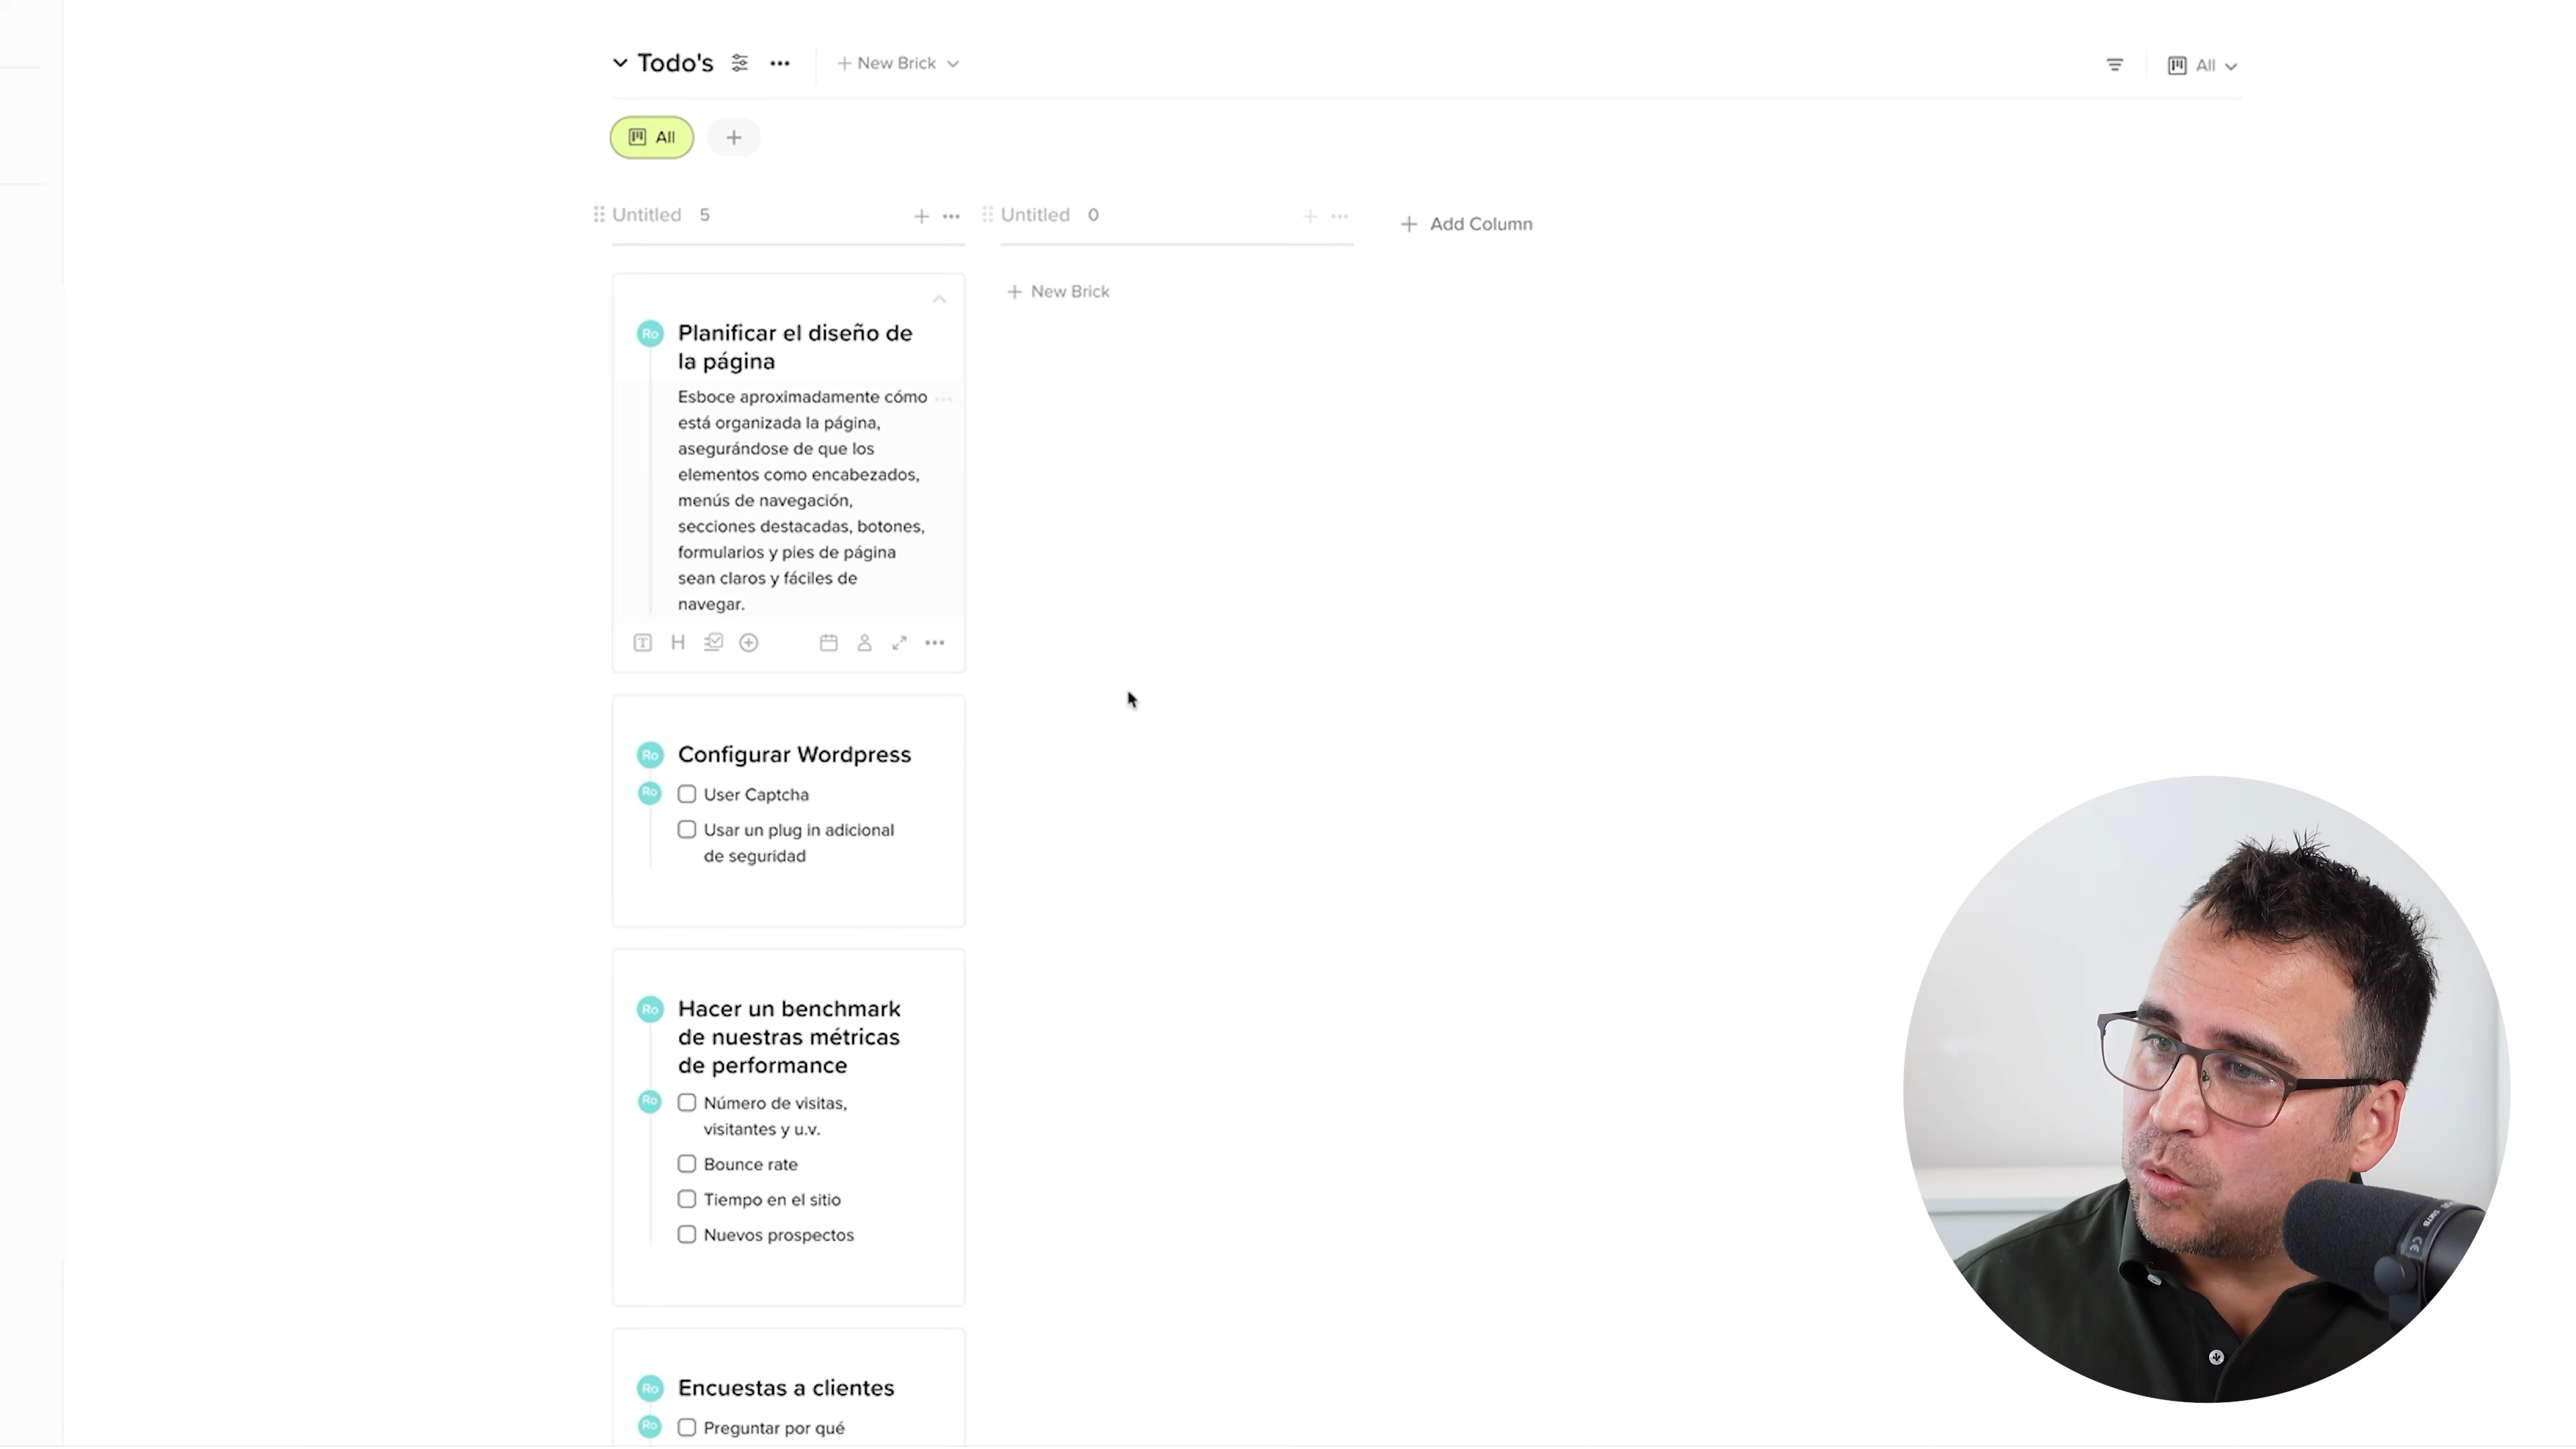 Todo's
+ New Brick
All
All
+
Untitled 5
Untitled 0
+ Add Column
+ New Brick
Ro
Planificar el diseño de
la página
Esboce aproximadamente cómo
está organizada la página,
asegurándose de que los
elementos como encabezados,
menús de navegación,
secciones destacadas, botones,
formularios y pies de página
sean claros y fáciles de
navegar.
T H
Ro
Configurar Wordpress
Ro
User Captcha
Usar un plug in adicional
de seguridad
Ro
Hacer un benchmark
de nuestras métricas
de performance
Ro
Número de visitas,
visitantes y u.v.
Bounce rate
Tiempo en el sitio
Nuevos prospectos
Ro
Encuestas a clientes
Ro
Preguntar por qué
SM7B
CE